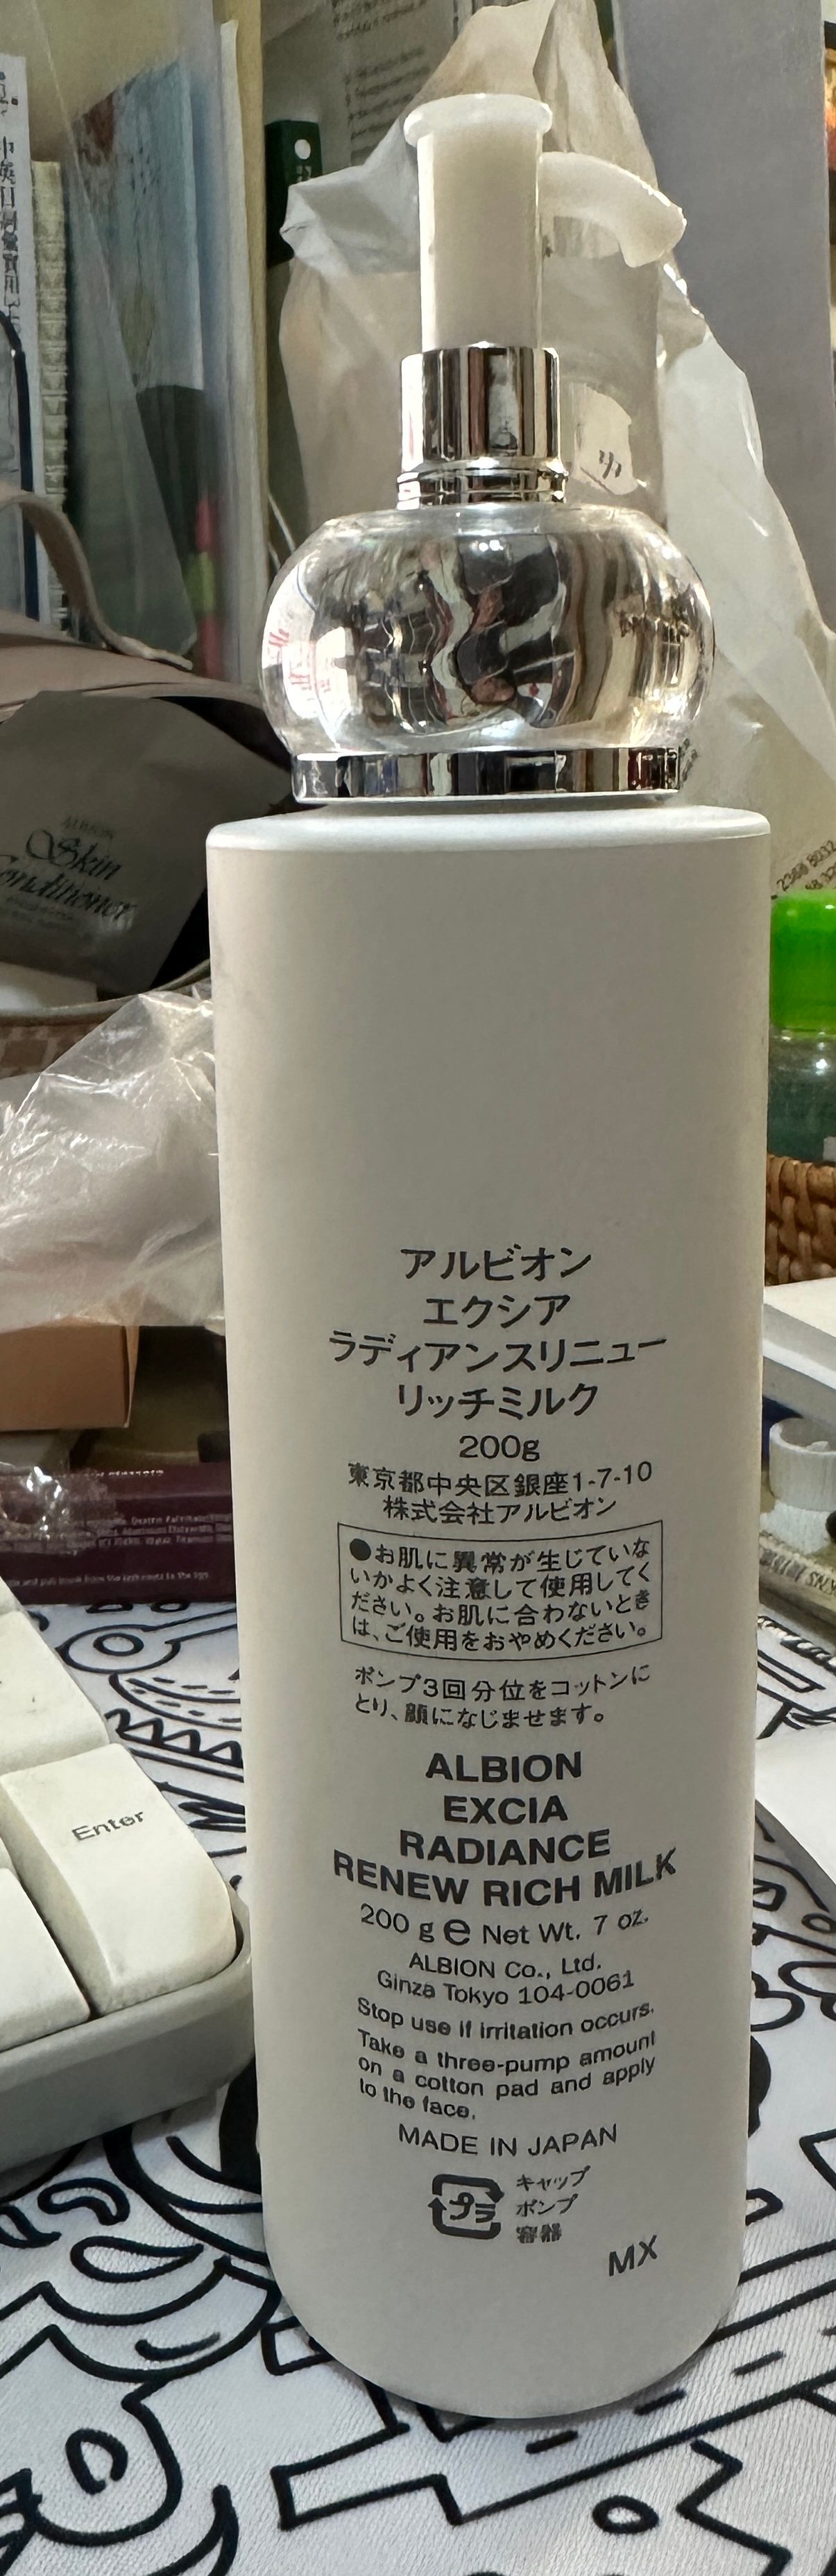 ALBION
Skin
Conditioner
アルビオン
エクシア
ラディアンスリニュー
リッチミルク
200g
東京都中央区銀座1-7-10
株式会社アルビオン
●お肌に異常が生じていな
いかよく注意して使用してく
ださい。お肌に合わないとき
は、ご使用をおやめください。
ポンプ3回分位をコットンに
とり、顔になじませます。
ALBION
EXCIA
RADIANCE
RENEW RICH MILK
200 g e Net Wt. 7 oz.
ALBION Co., Ltd.
Ginza Tokyo 104-0061
Stop use if irritation occurs.
Take a three-pump amount
on a cotton pad and apply
to the face.
MADE IN JAPAN
プラ
キャップ
ポンプ
容器
MX
Enter